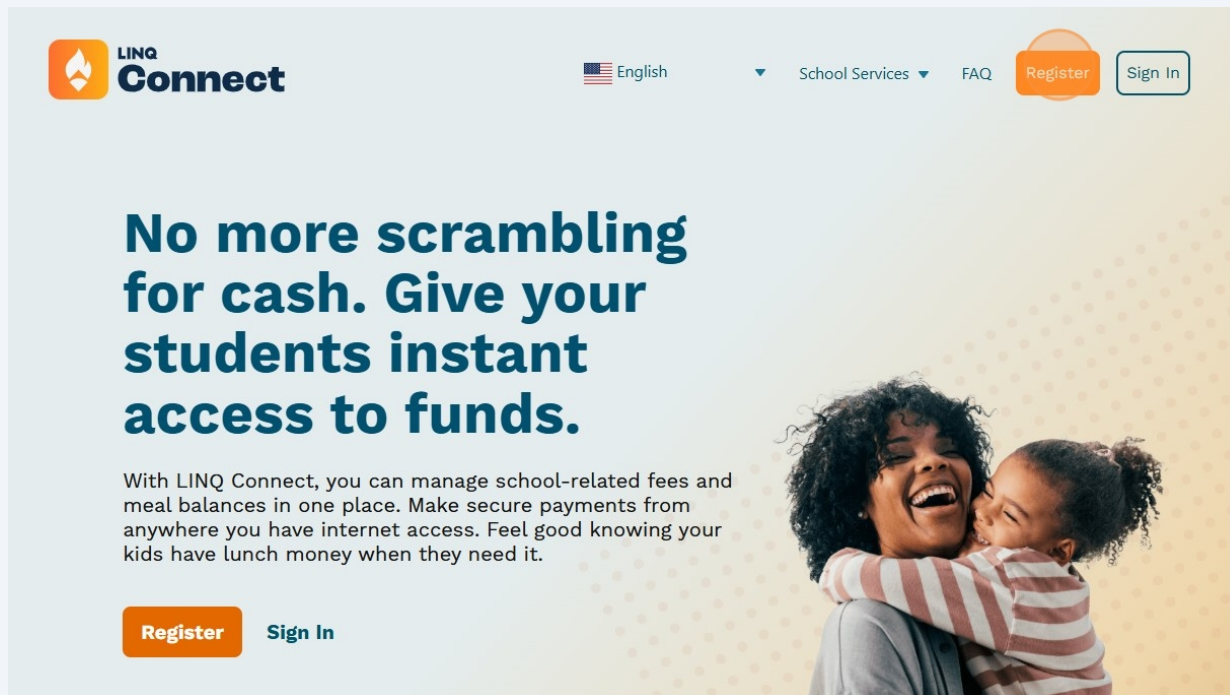 LINQ
Connect
English
School Services
FAQ
Register
Sign In
No more scrambling
for cash. Give your
students instant
access to funds.
With LINQ Connect, you can manage school-related fees and
meal balances in one place. Make secure payments from
anywhere you have internet access. Feel good knowing your
kids have lunch money when they need it.
Register
Sign In